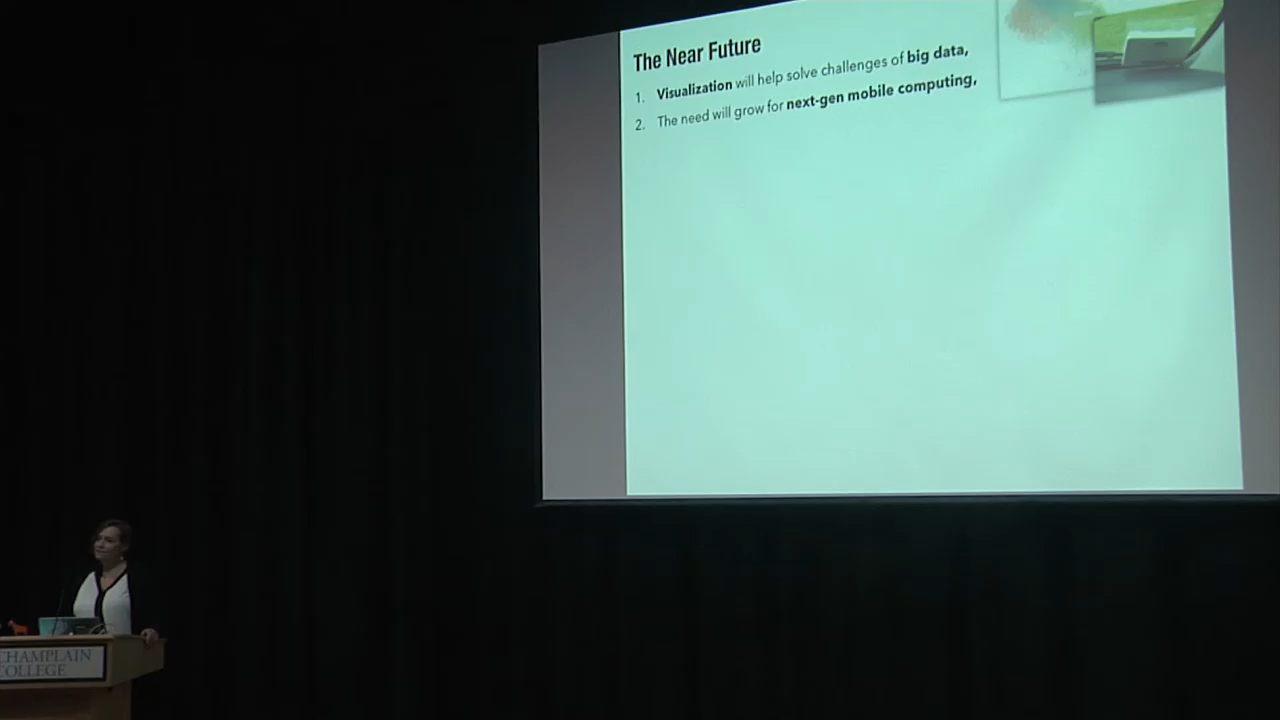 The Near Future
1. Visualization will help solve challenges of big data,
2. The need will grow for next-gen mobile computing,
CHAMPLAIN
COLLEGE